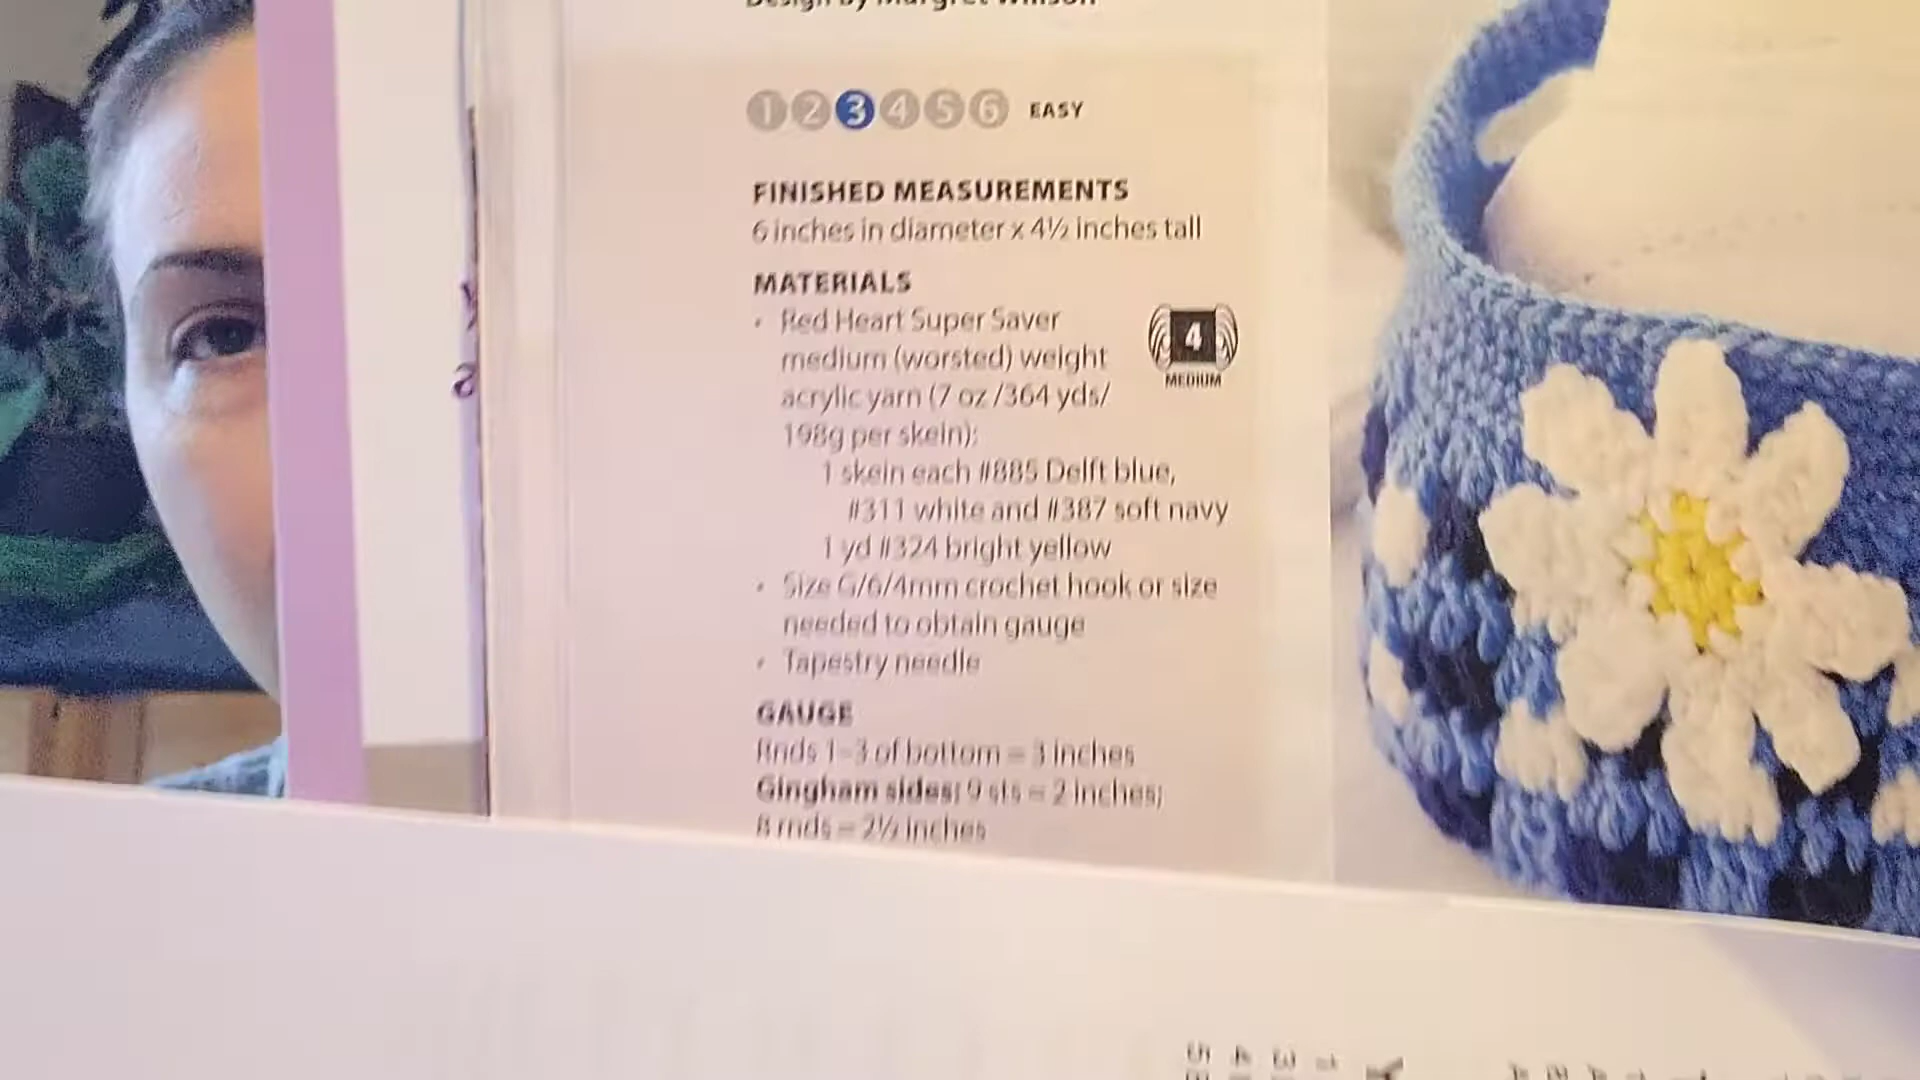 Design by Margret Willson
1 2 3 4 5 6 EASY
FINISHED MEASUREMENTS
6 inches in diameter x 4½ inches tall
MATERIALS
• Red Heart Super Saver
medium (worsted) weight
acrylic yarn (7 oz/364 yds/
198g per skein):
1 skein each #885 Delft blue,
#311 white and #387 soft navy
1 yd #324 bright yellow
• Size G/6/4mm crochet hook or size
needed to obtain gauge
• Tapestry needle
4
MEDIUM
GAUGE
Rnds 1–3 of bottom = 3 inches
Gingham sides: 9 sts = 2 inches;
8 rnds = 2½ inches